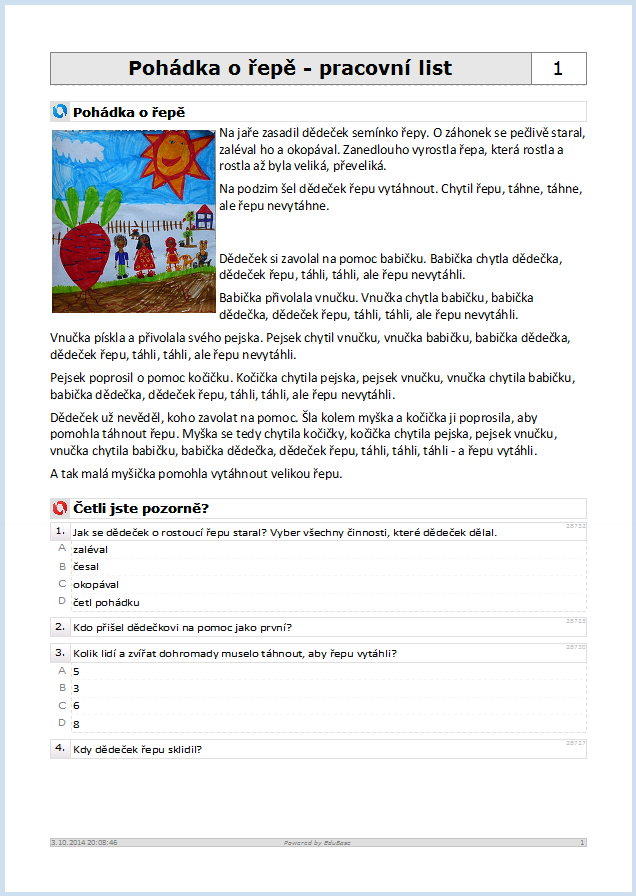 Pohádka o řepě - pracovní list 1
Pohádka o řepě
Na jaře zasadil dědeček semínko řepy. O záhonek se pečlivě staral,
zaléval ho a okopával. Zanedlouho vyrostla řepa, která rostla a
rostla až byla veliká, převeliká.
Na podzim šel dědeček řepu vytáhnout. Chytil řepu, táhne, táhne,
ale řepu nevytáhne.
Dědeček si zavolal na pomoc babičku. Babička chytla dědečka,
dědeček řepu, táhli, táhli, ale řepu nevytáhli.
Babička přivolala vnučku. Vnučka chytla babičku, babička
dědečka, dědeček řepu, táhli, táhli, ale řepu nevytáhli.
Vnučka pískla a přivolala svého pejska. Pejsek chytil vnučku, vnučka babičku, babička dědečka,
dědeček řepu, táhli, táhli, ale řepu nevytáhli.
Pejsek poprosil o pomoc kočičku. Kočička chytila pejska, pejsek vnučku, vnučka chytila babičku,
babička dědečka, dědeček řepu, táhli, táhli, ale řepu nevytáhli.
Dědeček už nevěděl, koho zavolat na pomoc. Šla kolem myška a kočička ji poprosila, aby
pomohla táhnout řepu. Myška se tedy chytila kočičky, kočička chytila pejska, pejsek vnučku,
vnučka chytila babičku, babička dědečka, dědeček řepu, táhli, táhli, táhli - a řepu vytáhli.
A tak malá myšička pomohla vytáhnout velikou řepu.
Četli jste pozorně?
28732
1. Jak se dědeček o rostoucí řepu staral? Vyber všechny činnosti, které dědeček dělal.
A zaléval
B česal
C okopával
D četl pohádku
2. Kdo přišel dědečkovi na pomoc jako první?
3. Kolik lidí a zvířat dohromady muselo táhnout, aby řepu vytáhli?
A 5
B 3
C 6
D 8
28727
4. Kdy dědeček řepu sklidil?
3.10.2014 20:08:46 Powered by EduBase 1